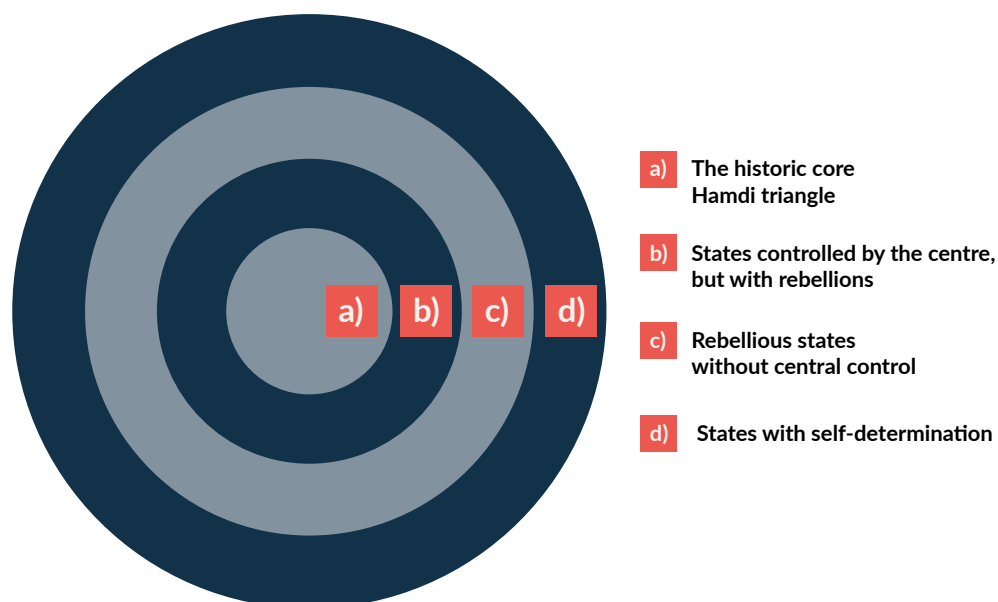 a)
b)
c)
d)
a) The historic core
Hamdi triangle
b) States controlled by the centre,
but with rebellions
c) Rebellious states
without central control
d) States with self-determination